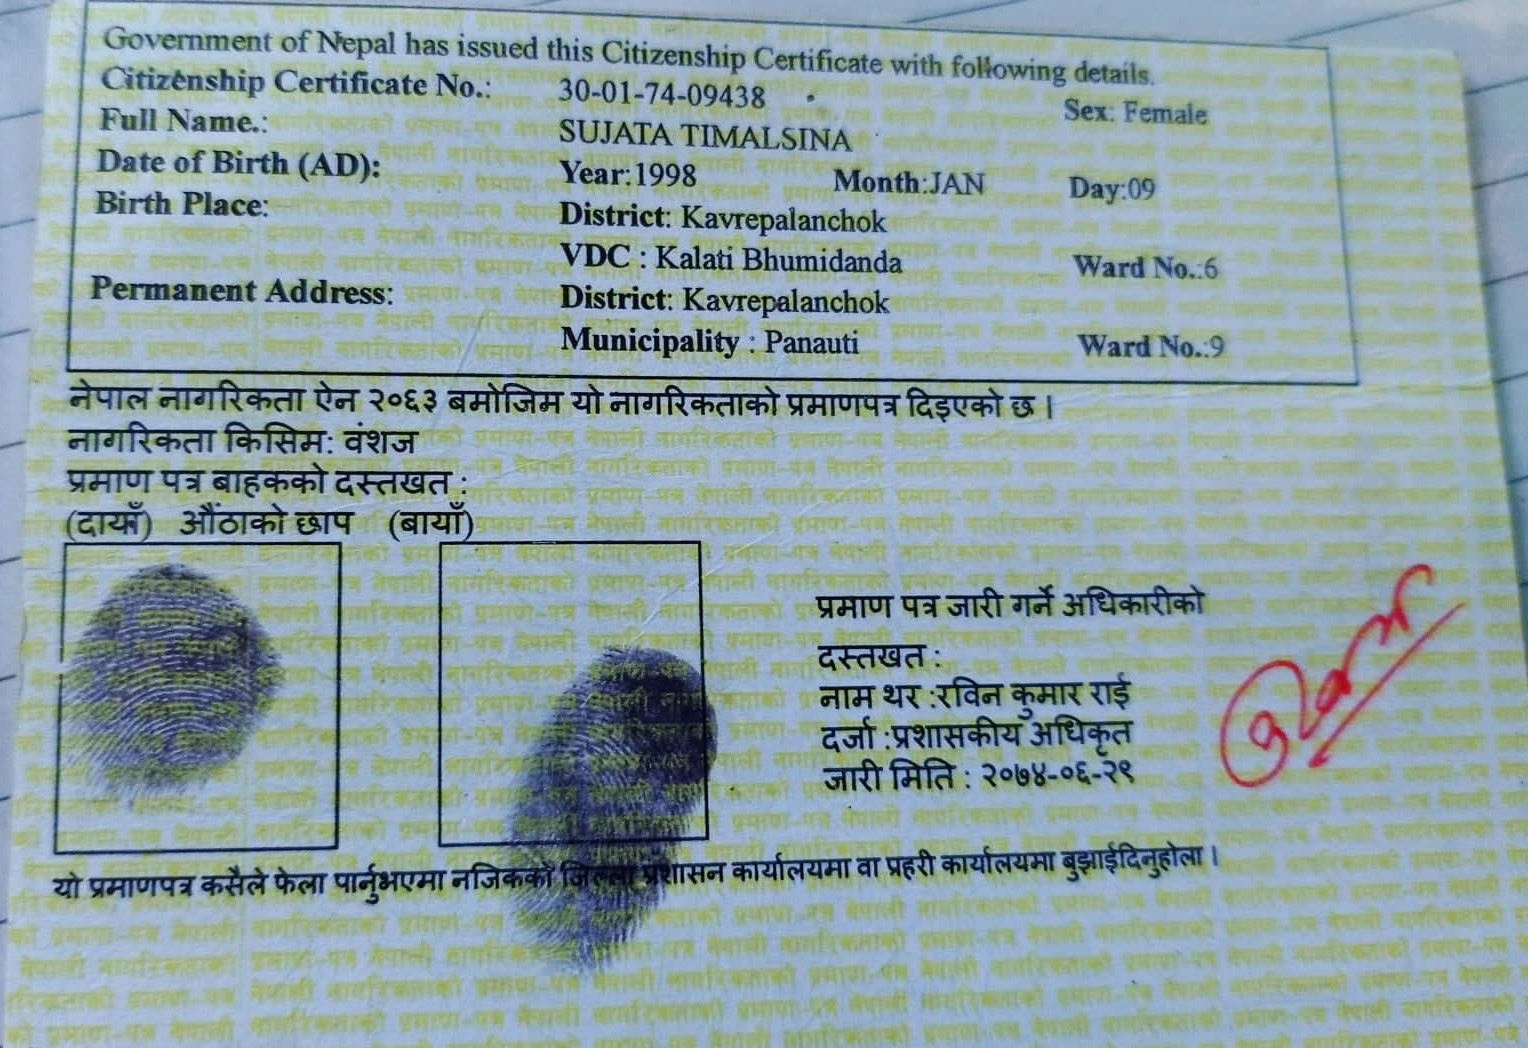 Government of Nepal has issued this Citizenship Certificate with following details.
Citizenship Certificate No.: 30-01-74-09438 Sex: Female
Full Name.: SUJATA TIMALSINA
Date of Birth (AD): Year:1998 Month:JAN Day:09
Birth Place: District: Kavrepalanchok
VDC : Kalati Bhumidanda Ward No.:6
Permanent Address: District: Kavrepalanchok
Municipality : Panauti Ward No.:9
नेपाल नागरिकता ऐन २०६३ बमोजिम यो नागरिकताको प्रमाणपत्र दिइएको छ ।
नागरिकता किसिम: वंशज
प्रमाण पत्र बाहकको दस्तखत :
(दायाँ) औंठाको छाप (बायाँ)
प्रमाण पत्र जारी गर्ने अधिकारीको
दस्तखत :
नाम थर :रविन कुमार राई
दर्जा :प्रशासकीय अधिकृत
जारी मिति : २०७४-०६-२९
यो प्रमाणपत्र कसैले फेला पार्नुभएमा नजिकको जिल्ला प्रशासन कार्यालयमा वा प्रहरी कार्यालयमा बुझाईदिनुहोला ।